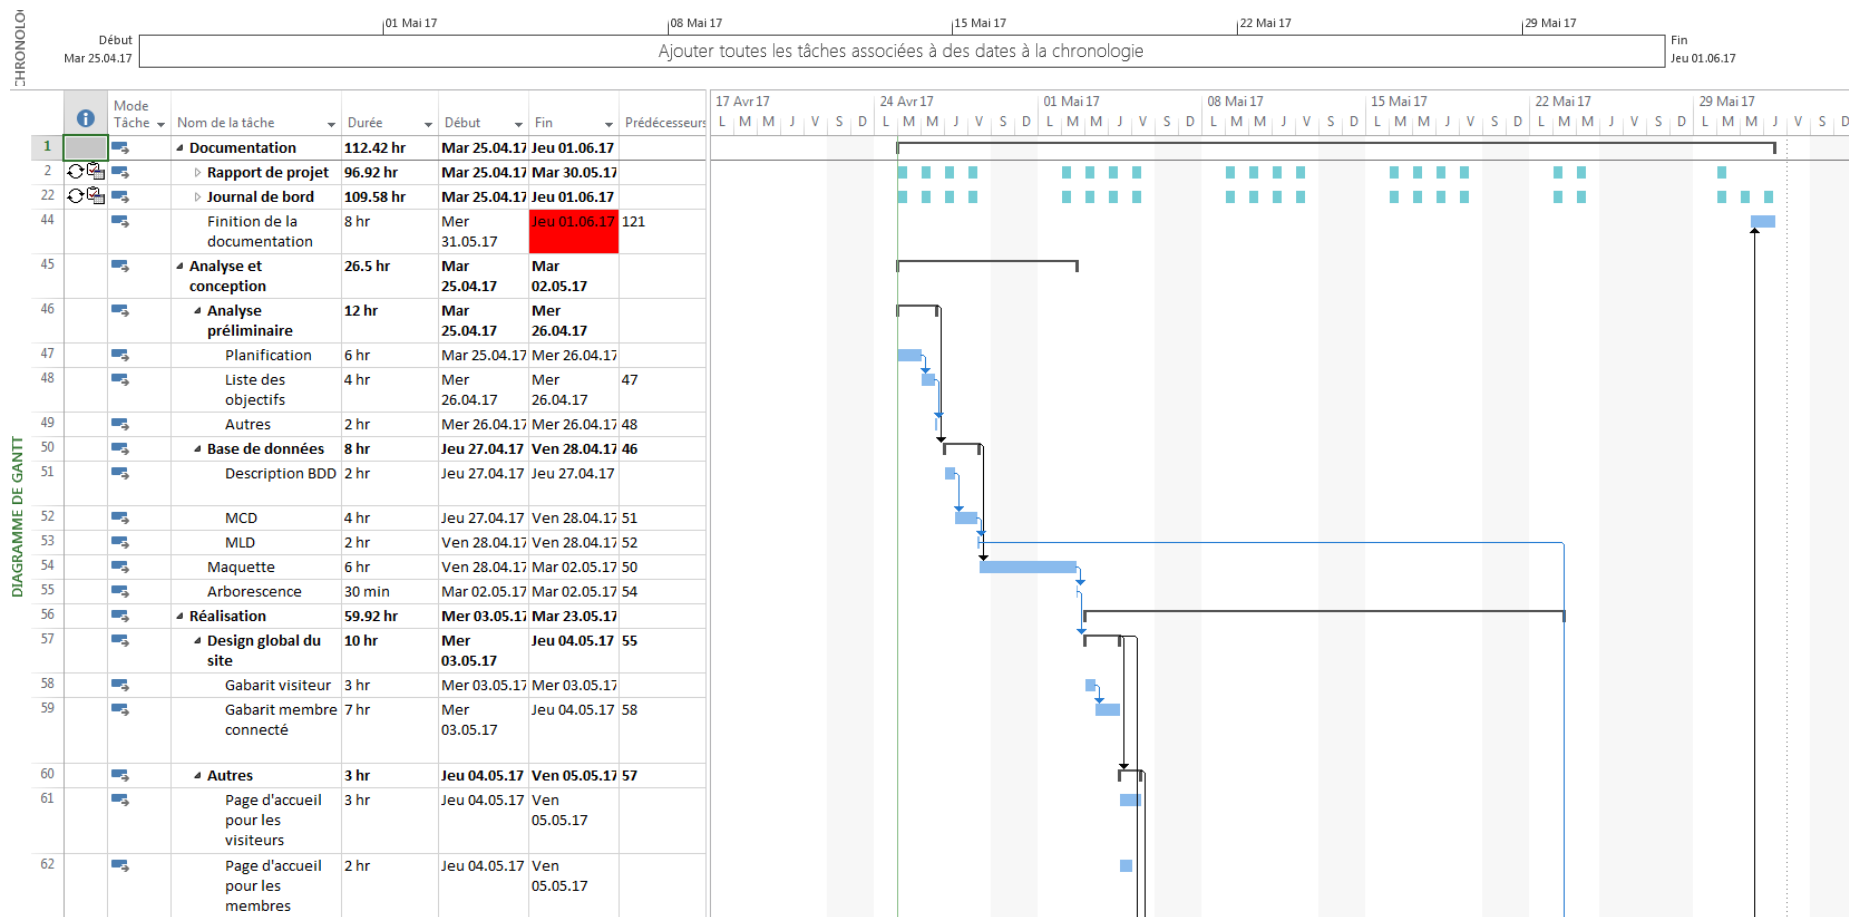 CHRONOLO
01 Mai 17 08 Mai 17 15 Mai 17 22 Mai 17 29 Mai 17
Début
Mar 25.04.17
Ajouter toutes les tâches associées à des dates à la chronologie
Fin
Jeu 01.06.17
DIAGRAMME DE GANTT
Mode Tâche Nom de la tâche Durée Début Fin Prédécesseurs
17 Avr 17 24 Avr 17 01 Mai 17 08 Mai 17 15 Mai 17 22 Mai 17 29 Mai 17
L M M J V S D L M M J V S D L M M J V S D L M M J V S D L M M J V S D L M M J V S D L M M J V S D
1 Documentation 112.42 hr Mar 25.04.17 Jeu 01.06.17
2 Rapport de projet 96.92 hr Mar 25.04.17 Mar 30.05.17
22 Journal de bord 109.58 hr Mar 25.04.17 Jeu 01.06.17
44 Finition de la documentation 8 hr Mer 31.05.17 Jeu 01.06.17 121
45 Analyse et conception 26.5 hr Mar 25.04.17 Mar 02.05.17
46 Analyse préliminaire 12 hr Mar 25.04.17 Mer 26.04.17
47 Planification 6 hr Mar 25.04.17 Mer 26.04.17
48 Liste des objectifs 4 hr Mer 26.04.17 Mer 26.04.17 47
49 Autres 2 hr Mer 26.04.17 Mer 26.04.17 48
50 Base de données 8 hr Jeu 27.04.17 Ven 28.04.17 46
51 Description BDD 2 hr Jeu 27.04.17 Jeu 27.04.17
52 MCD 4 hr Jeu 27.04.17 Ven 28.04.17 51
53 MLD 2 hr Ven 28.04.17 Ven 28.04.17 52
54 Maquette 6 hr Ven 28.04.17 Mar 02.05.17 50
55 Arborescence 30 min Mar 02.05.17 Mar 02.05.17 54
56 Réalisation 59.92 hr Mer 03.05.17 Mar 23.05.17
57 Design global du site 10 hr Mer 03.05.17 Jeu 04.05.17 55
58 Gabarit visiteur 3 hr Mer 03.05.17 Mer 03.05.17
59 Gabarit membre connecté 7 hr Mer 03.05.17 Jeu 04.05.17 58
60 Autres 3 hr Jeu 04.05.17 Ven 05.05.17 57
61 Page d'accueil pour les visiteurs 3 hr Jeu 04.05.17 Ven 05.05.17
62 Page d'accueil pour les membres 2 hr Jeu 04.05.17 Ven 05.05.17